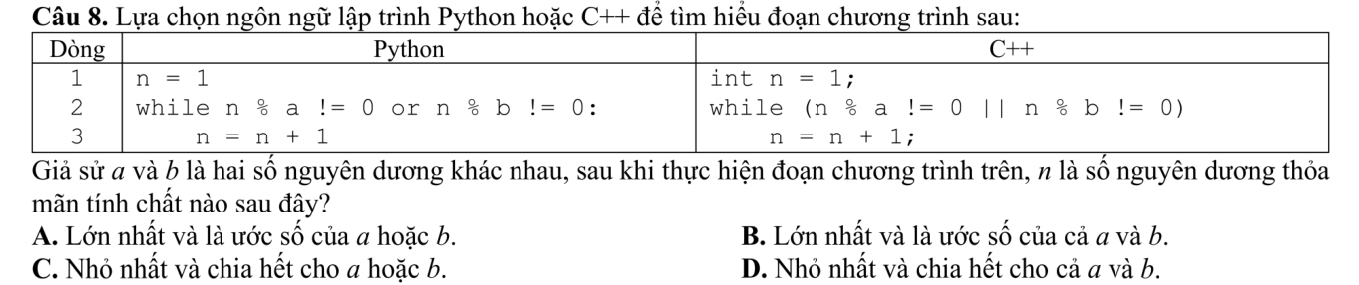 Câu 8. Lựa chọn ngôn ngữ lập trình Python hoặc C++ để tìm hiểu đoạn chương trình sau:
Dòng Python C++
1 n = 1 int n = 1;
2 while n % a != 0 or n % b != 0: while (n % a != 0 || n % b != 0)
3 n = n + 1 n = n + 1;
Giả sử a và b là hai số nguyên dương khác nhau, sau khi thực hiện đoạn chương trình trên, n là số nguyên dương thỏa
mãn tính chất nào sau đây?
A. Lớn nhất và là ước số của a hoặc b. B. Lớn nhất và là ước số của cả a và b.
C. Nhỏ nhất và chia hết cho a hoặc b. D. Nhỏ nhất và chia hết cho cả a và b.